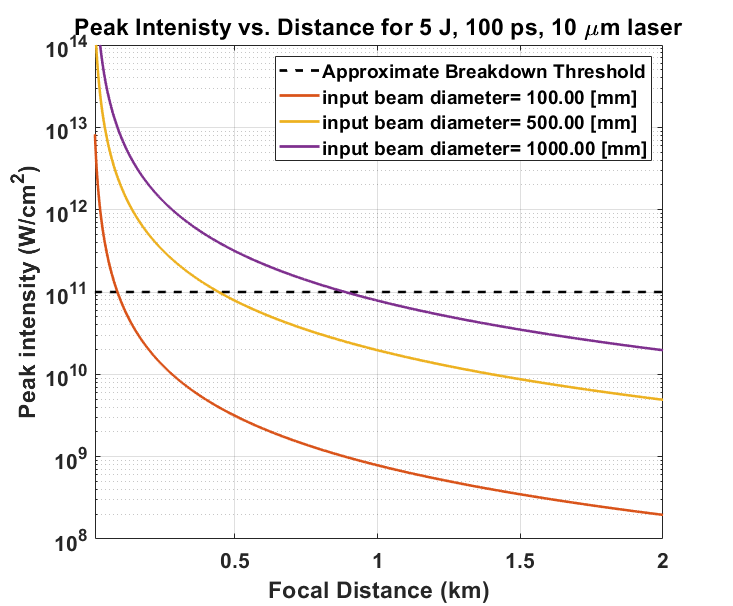 Peak Intenisty vs. Distance for 5 J, 100 ps, 10 μm laser
10^14
10^13
10^12
10^11
10^10
10^9
10^8
Peak intensity (W/cm^2)
Approximate Breakdown Threshold
input beam diameter= 100.00 [mm]
input beam diameter= 500.00 [mm]
input beam diameter= 1000.00 [mm]
0.5 1 1.5 2
Focal Distance (km)